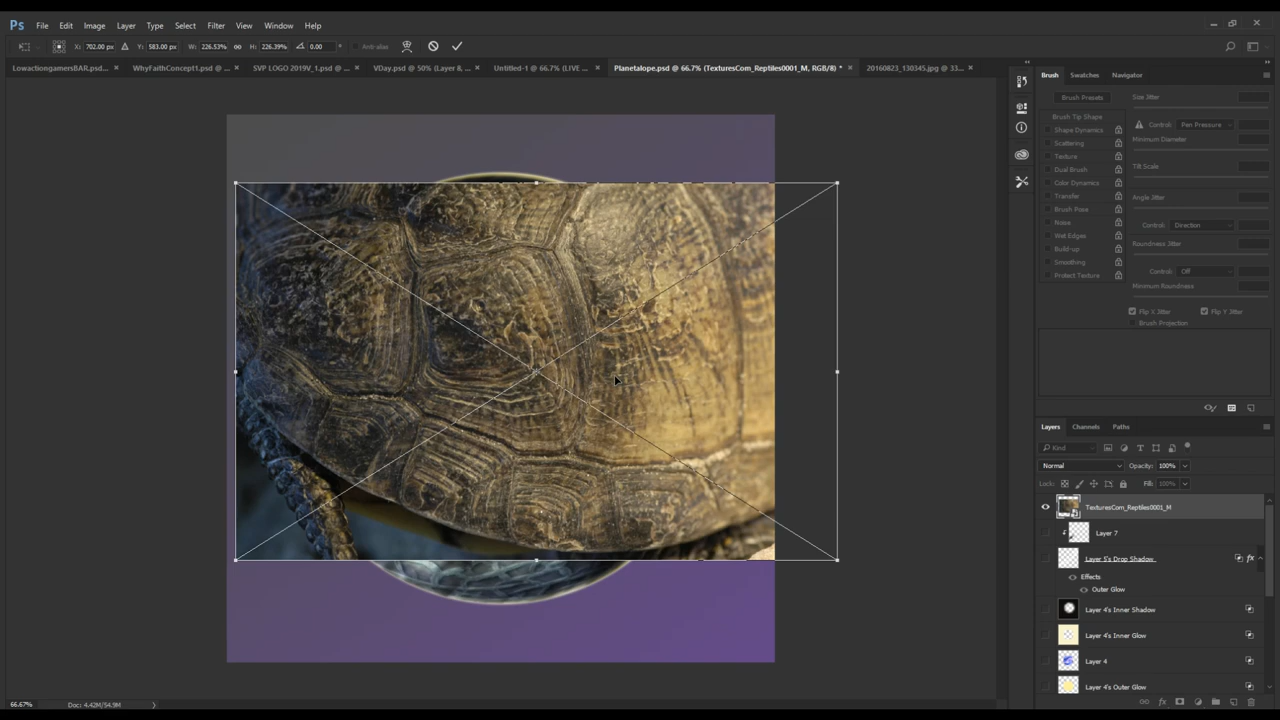 Ps File Edit Image Layer Type Select Filter View Window Help
X: 702.00 px Y: 583.00 px W: 226.53% H: 226.39% 0.00 Anti-alias
LowactiongamersBAR.psd... × WhyFaithConcept1.psd @ ... × SVP LOGO 2019V_1.psd @ ... × VDay.psd @ 50% (Layer 8, ... × Untitled-1 @ 66.7% (LIVE ... × Planetalope.psd @ 66.7% (TexturesCom_Reptiles0001_M, RGB/8) * × 20160823_130345.jpg @ 33... ×
Brush Swatches Navigator
Brush Presets
Size Jitter
Brush Tip Shape
Shape Dynamics
Control: Pen Pressure
Scattering
Minimum Diameter
Texture
Tilt Scale
Dual Brush
Color Dynamics
Transfer
Angle Jitter
Brush Pose
Noise
Control: Direction
Wet Edges
Roundness Jitter
Build-up
Smoothing
Control: Off
Protect Texture
Minimum Roundness
Flip X Jitter Flip Y Jitter
Brush Projection
Layers Channels Paths
Kind
Normal Opacity: 100%
Lock: Fill: 100%
TexturesCom_Reptiles0001_M
Layer 7
Layer 5's Drop Shadow fx
Effects
Outer Glow
Layer 4's Inner Shadow
Layer 4's Inner Glow
Layer 4
Layer 4's Outer Glow
fx
66.67% Doc: 4.42M/54.9M